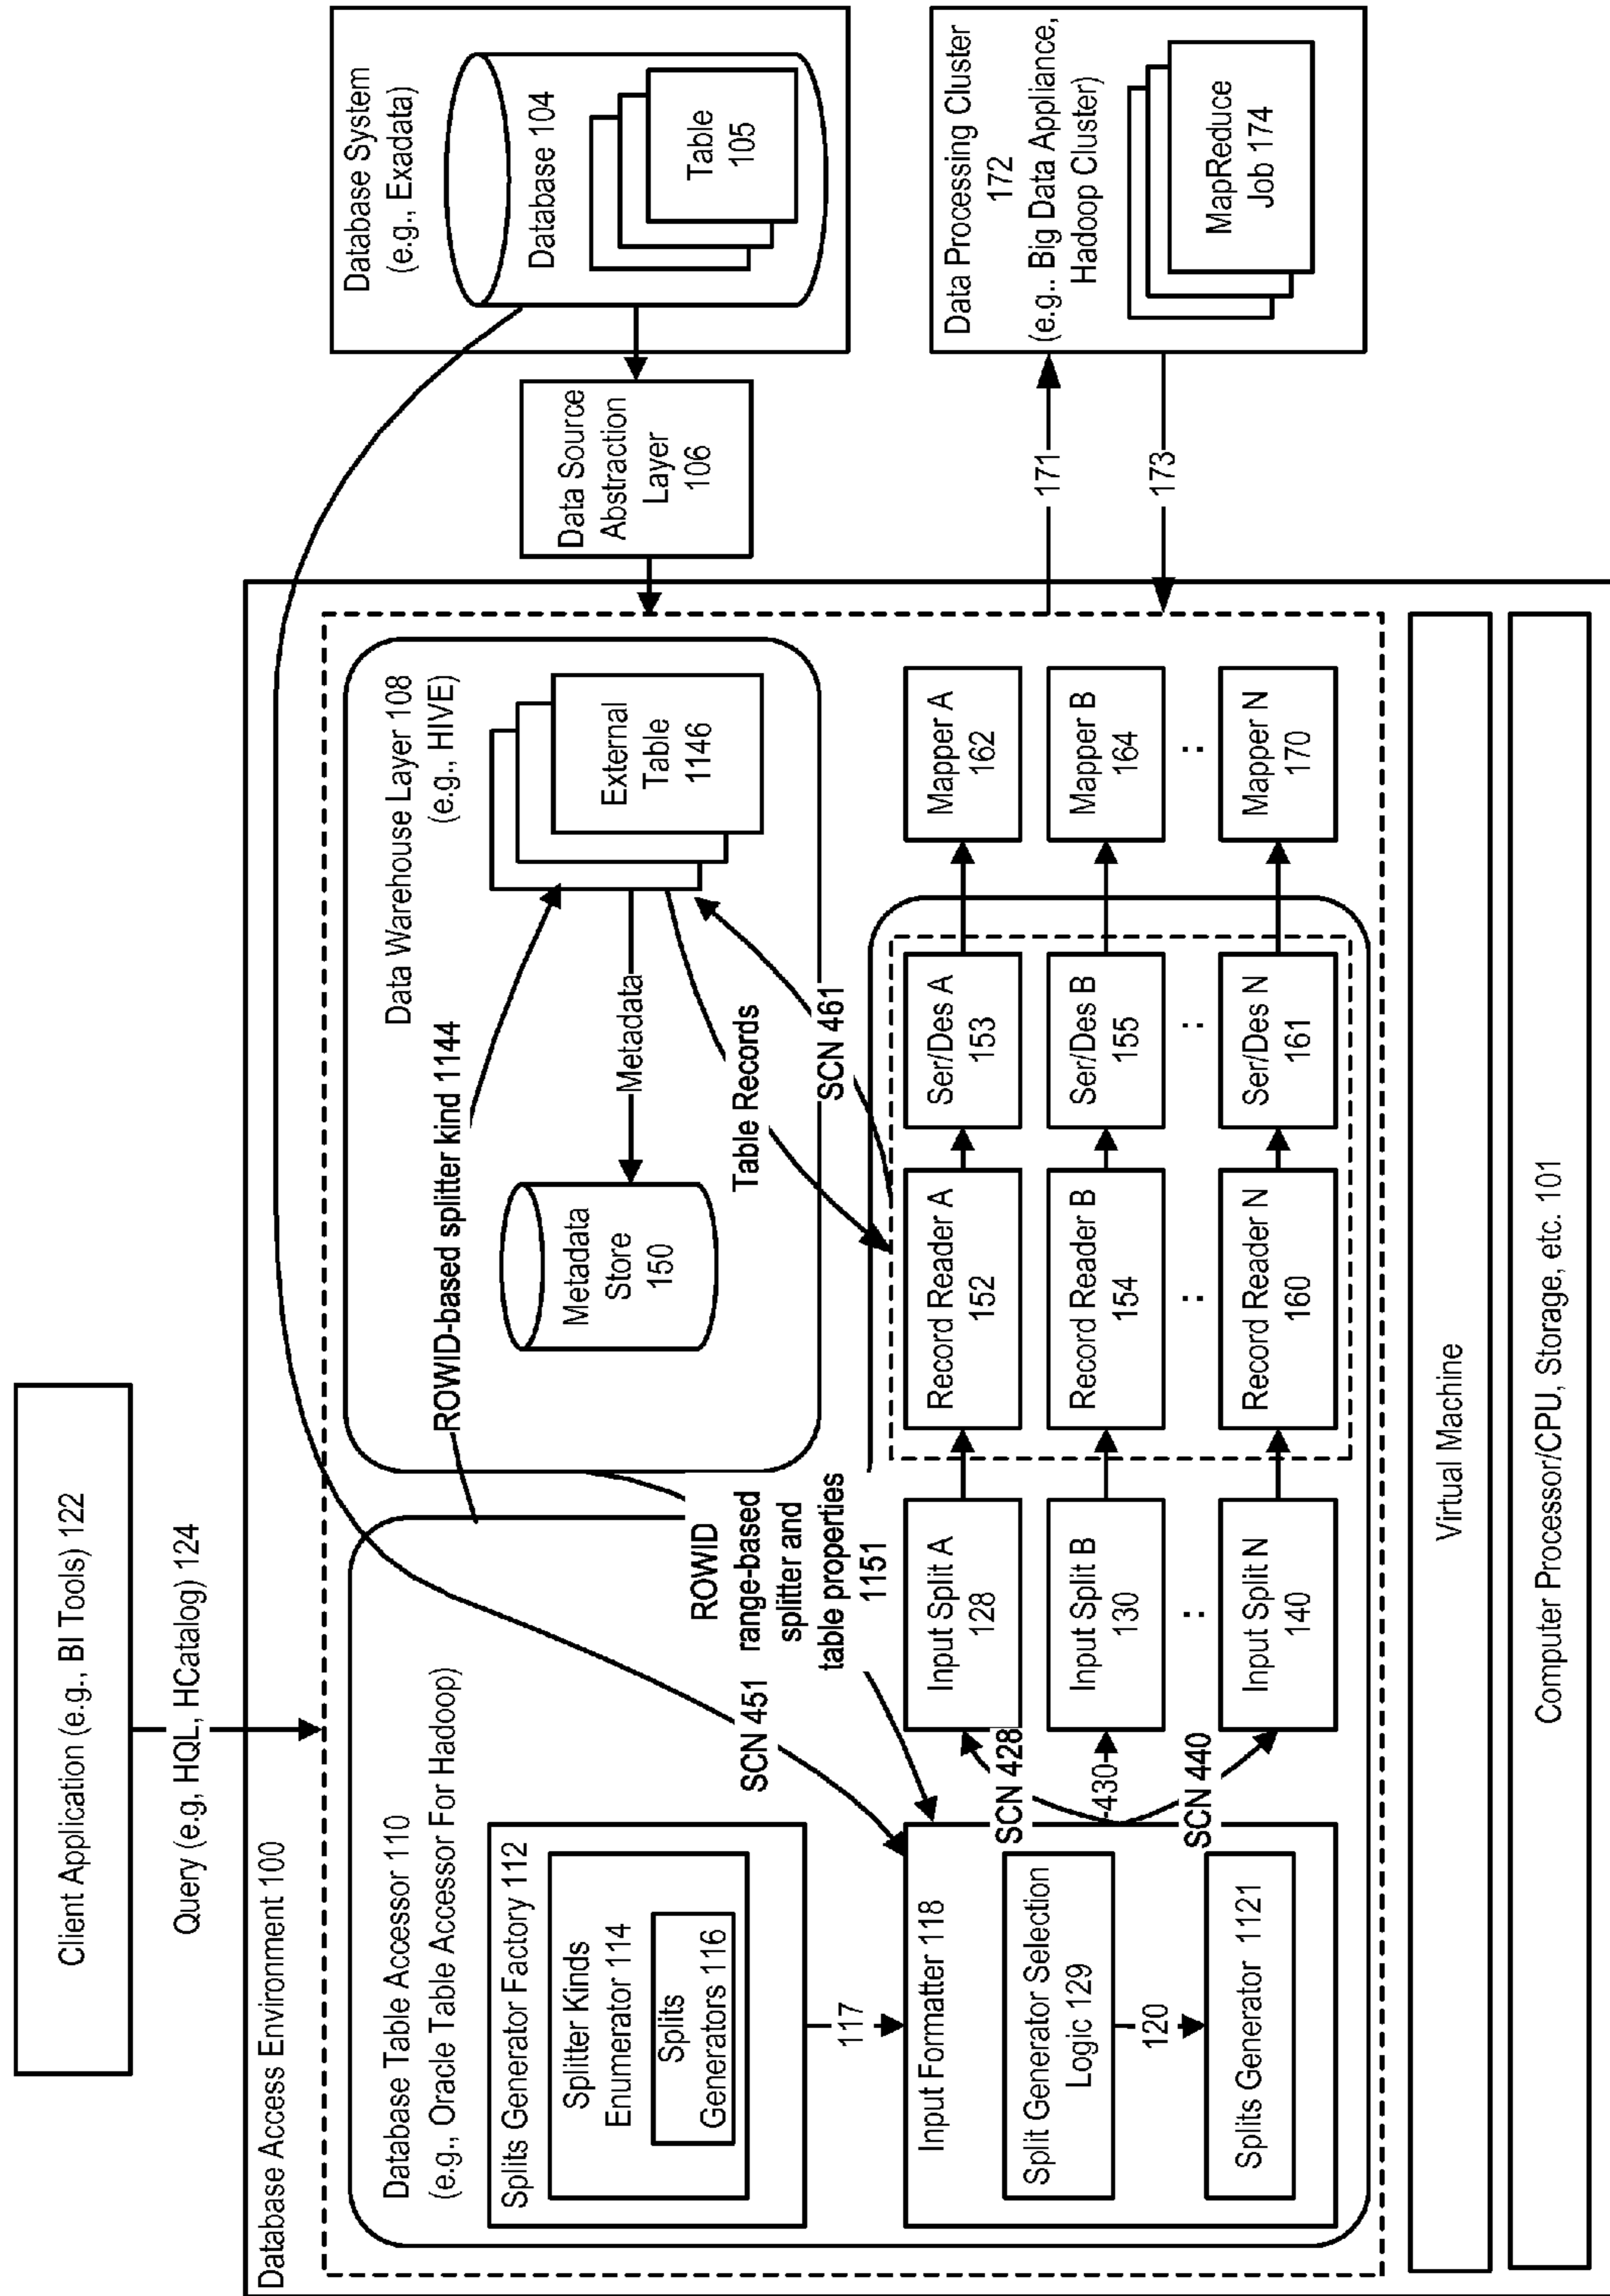 Client Application (e.g., BI Tools) 122
Query (e.g, HQL, HCatalog) 124
Database Access Environment 100
Database Table Accessor 110
(e.g., Oracle Table Accessor For Hadoop)
Splits Generator Factory 112
Splitter Kinds
Enumerator 114
Splits
Generators 116
117
Input Formatter 118
Split Generator Selection
Logic 129
120
Splits Generator 1121
SCN 451
ROWID
range-based
splitter and
table properties
1151
SCN 428
430
SCN 440
Input Split A
128
Input Split B
130
:
Input Split N
140
ROWID-based splitter kind 1144
Data Warehouse Layer 108
(e.g., HIVE)
Metadata
Store
150
Metadata
External
Table
1146
Table Records
SCN 461
Record Reader A
152
Record Reader B
154
:
Record Reader N
160
Ser/Des A
153
Ser/Des B
155
:
Ser/Des N
161
Mapper A
162
Mapper B
164
:
Mapper N
170
Data Source
Abstraction
Layer
106
Database System
(e.g., Exadata)
Database 104
Table
105
171
173
Data Processing Cluster
172
(e.g.. Big Data Appliance,
Hadoop Cluster)
MapReduce
Job 174
Virtual Machine
Computer Processor/CPU, Storage, etc. 101